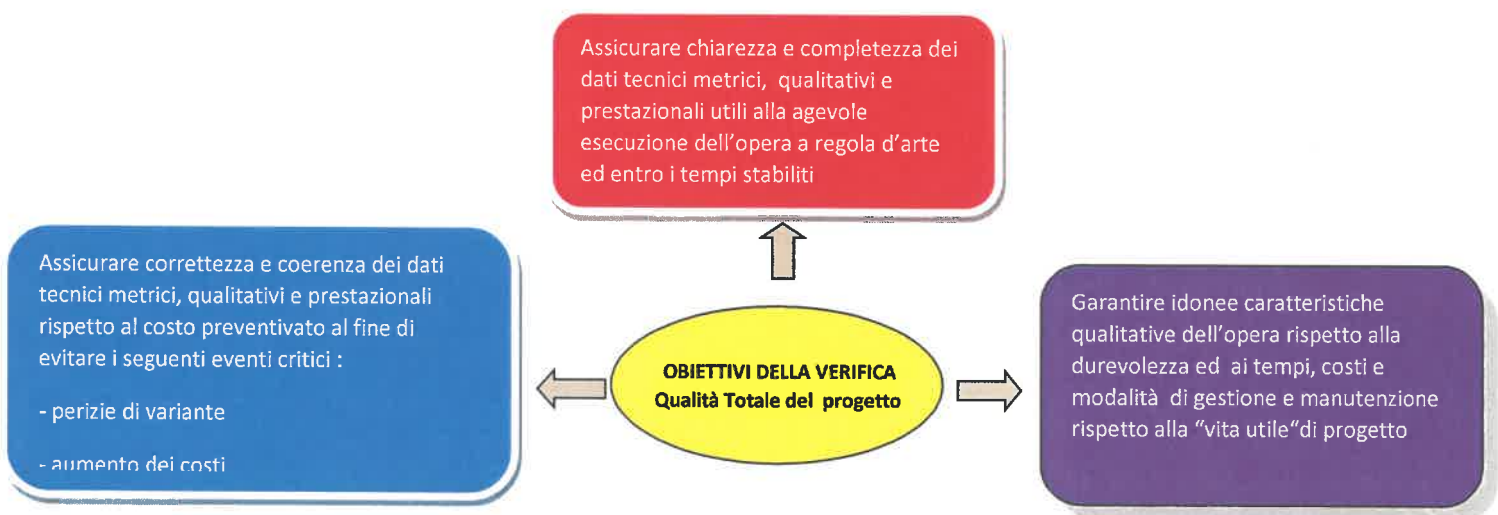 Assicurare chiarezza e completezza dei
dati tecnici metrici, qualitativi e
prestazionali utili alla agevole
esecuzione dell'opera a regola d'arte
ed entro i tempi stabiliti
Assicurare correttezza e coerenza dei dati
tecnici metrici, qualitativi e prestazionali
rispetto al costo preventivato al fine di
evitare i seguenti eventi critici :
- perizie di variante
- aumento dei costi
OBIETTIVI DELLA VERIFICA
Qualità Totale del progetto
Garantire idonee caratteristiche
qualitative dell'opera rispetto alla
durevolezza ed ai tempi, costi e
modalità di gestione e manutenzione
rispetto alla "vita utile"di progetto